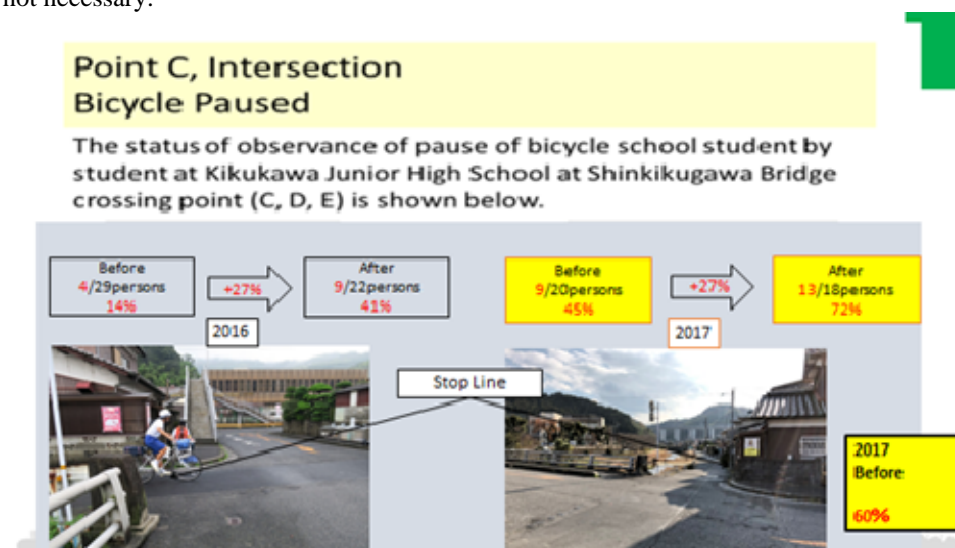 not necessary.
Point C, Intersection
Bicycle Paused
The status of observance of pause of bicycle school student by
student at Kikukawa Junior High School at Shinkikugawa Bridge
crossing point (C, D, E) is shown below.
Before
4/29persons
14%
+27%
After
9/22persons
41%
2016
Before
9/20persons
45%
+27%
After
13/18persons
72%
2017
Stop Line
2017
Before
60%